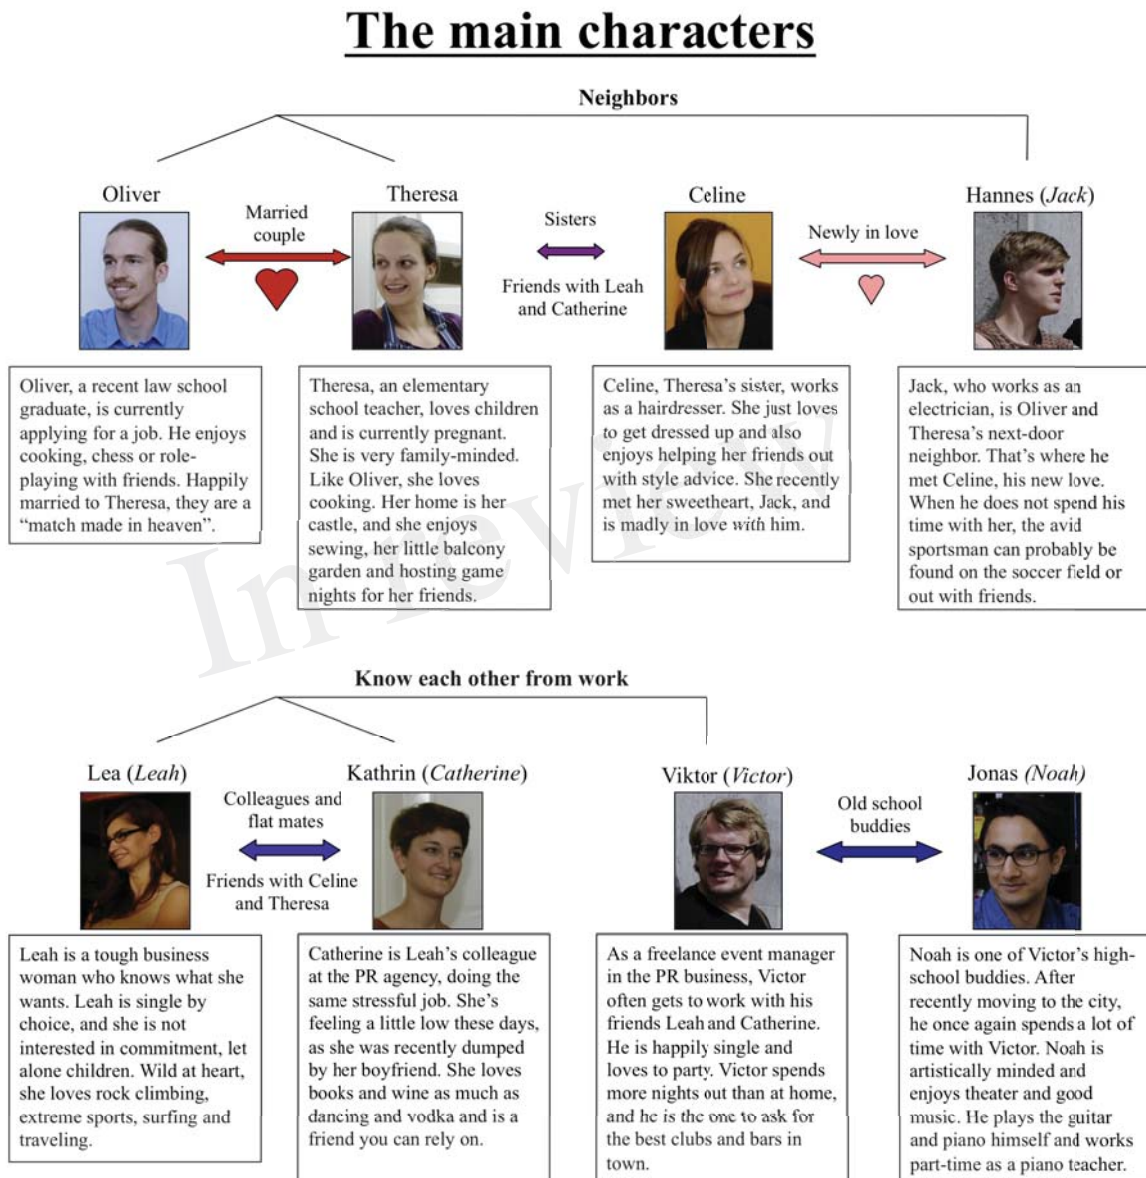 The main characters
Neighbors
Oliver
Theresa
Celine
Hannes (Jack)
Married
couple
Sisters
Friends with Leah
and Catherine
Newly in love
Oliver, a recent law school
graduate, is currently
applying for a job. He enjoys
cooking, chess or role-
playing with friends. Happily
married to Theresa, they are a
“match made in heaven”.
Theresa, an elementary
school teacher, loves children
and is currently pregnant.
She is very family-minded.
Like Oliver, she loves
cooking. Her home is her
castle, and she enjoys
sewing, her little balcony
garden and hosting game
nights for her friends.
Celine, Theresa’s sister, works
as a hairdresser. She just loves
to get dressed up and also
enjoys helping her friends out
with style advice. She recently
met her sweetheart, Jack, and
is madly in love with him.
Jack, who works as an
electrician, is Oliver and
Theresa’s next-door
neighbor. That’s where he
met Celine, his new love.
When he does not spend his
time with her, the avid
sportsman can probably be
found on the soccer field or
out with friends.
In review
Know each other from work
Lea (Leah)
Kathrin (Catherine)
Viktor (Victor)
Jonas (Noah)
Colleagues and
flat mates
Friends with Celine
and Theresa
Old school
buddies
Leah is a tough business
woman who knows what she
wants. Leah is single by
choice, and she is not
interested in commitment, let
alone children. Wild at heart,
she loves rock climbing,
extreme sports, surfing and
traveling.
Catherine is Leah’s colleague
at the PR agency, doing the
same stressful job. She’s
feeling a little low these days,
as she was recently dumped
by her boyfriend. She loves
books and wine as much as
dancing and vodka and is a
friend you can rely on.
As a freelance event manager
in the PR business, Victor
often gets to work with his
friends Leah and Catherine.
He is happily single and
loves to party. Victor spends
more nights out than at home,
and he is the one to ask for
the best clubs and bars in
town.
Noah is one of Victor’s high-
school buddies. After
recently moving to the city,
he once again spends a lot of
time with Victor. Noah is
artistically minded and
enjoys theater and good
music. He plays the guitar
and piano himself and works
part-time as a piano teacher.